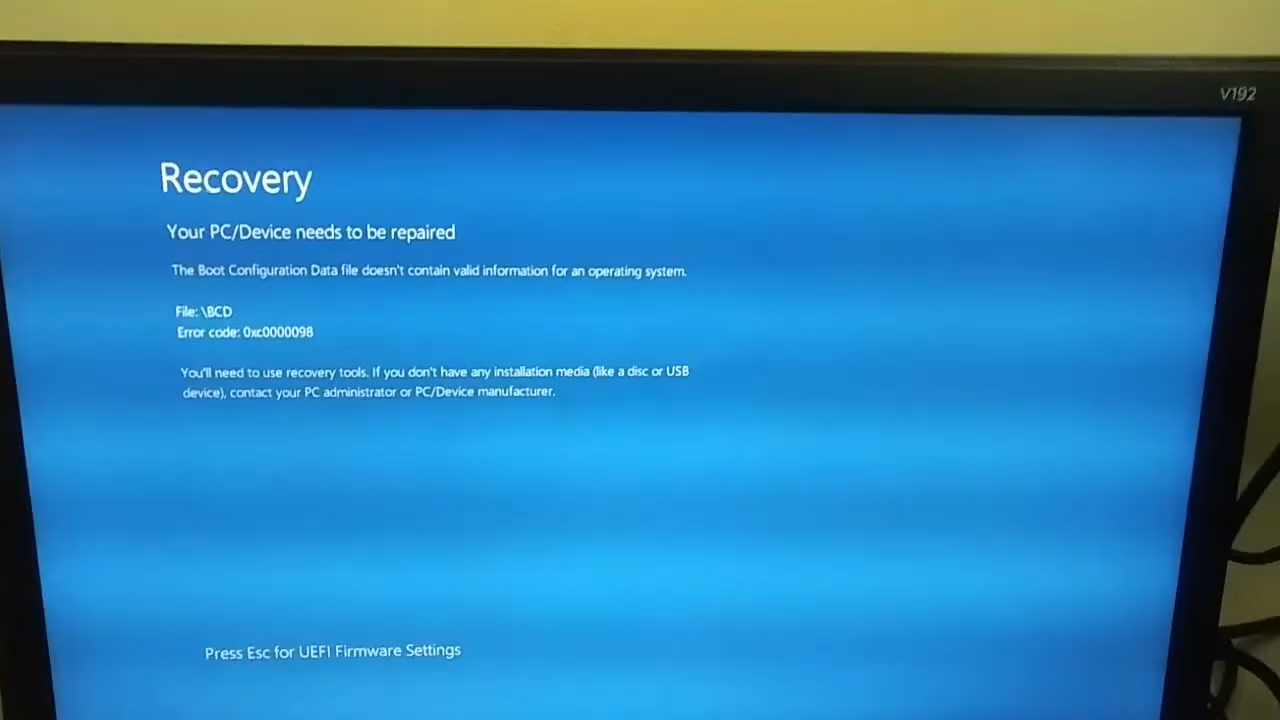 V192
Recovery
Your PC/Device needs to be repaired
The Boot Configuration Data file doesn't contain valid information for an operating system.
File: \BCD
Error code: 0xc0000098
You'll need to use recovery tools. If you don't have any installation media (like a disc or USB
device), contact your PC administrator or PC/Device manufacturer.
Press Esc for UEFI Firmware Settings